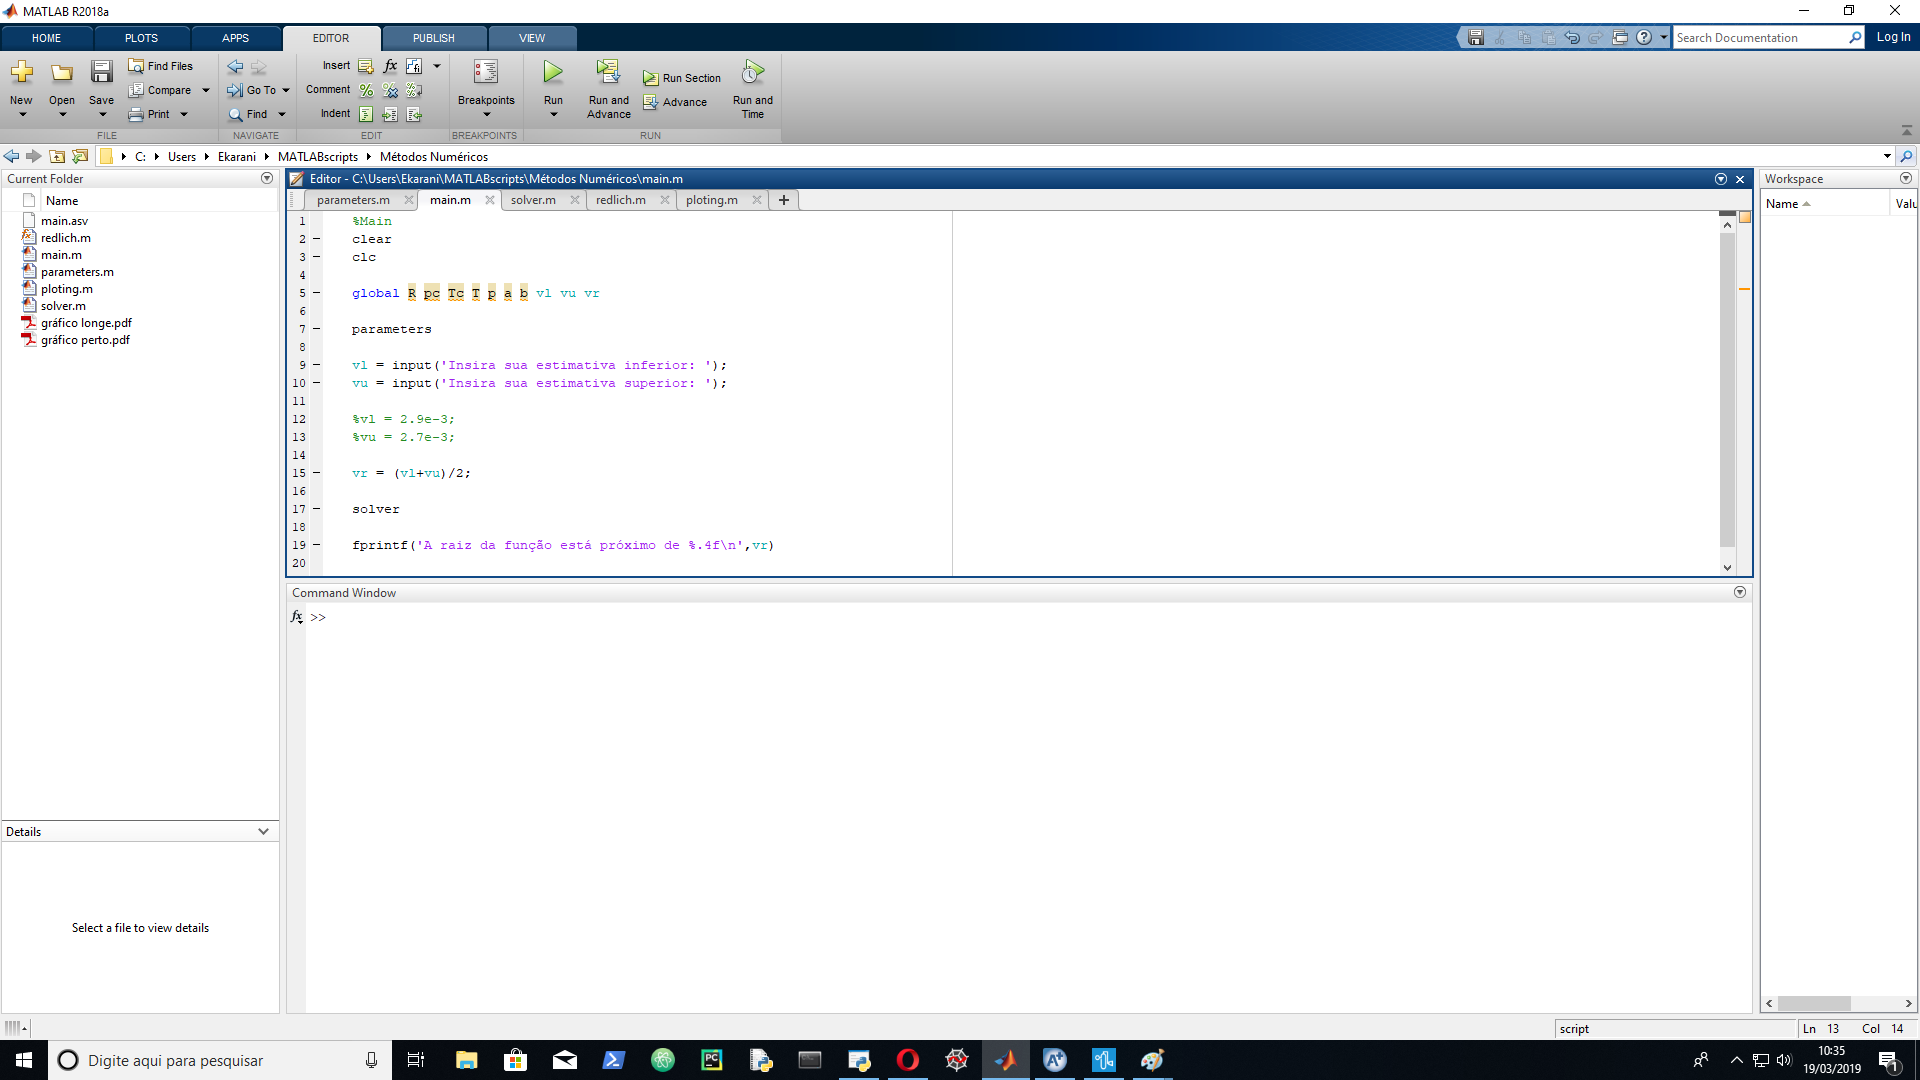 MATLAB R2018a
HOME PLOTS APPS EDITOR PUBLISH VIEW
Search Documentation
Log In
New Open Save
Find Files
Compare
Print
FILE
Go To
Find
NAVIGATE
Insert
Comment
Indent
EDIT
Breakpoints
BREAKPOINTS
Run
Run and Advance
Run Section
Advance
Run and Time
RUN
C: Users Ekarani MATLABscripts Métodos Numéricos
Current Folder
Name
main.asv
redlich.m
main.m
parameters.m
ploting.m
solver.m
gráfico longe.pdf
gráfico perto.pdf
Details
Select a file to view details
Editor - C:\Users\Ekarani\MATLABscripts\Métodos Numéricos\main.m
parameters.m main.m solver.m redlich.m ploting.m
1 %Main
2 clear
3 clc
4
5 global R pc Tc T p a b vl vu vr
6
7 parameters
8
9 vl = input('Insira sua estimativa inferior: ');
10 vu = input('Insira sua estimativa superior: ');
11
12 %vl = 2.9e-3;
13 %vu = 2.7e-3;
14
15 vr = (vl+vu)/2;
16
17 solver
18
19 fprintf('A raiz da função está próximo de %.4f\n',vr)
20
Command Window
fx >>
Workspace
Name Valu
script
Ln 13 Col 14
Digite aqui para pesquisar
10:35
19/03/2019
1